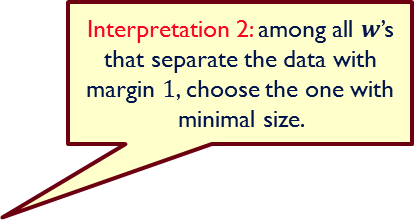 Interpretation 2: among all w's
that separate the data with
margin 1, choose the one with
minimal size.